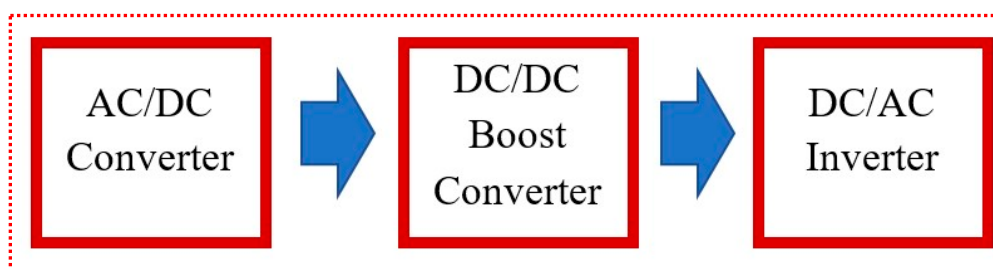 AC/DC
Converter
DC/DC
Boost
Converter
DC/AC
Inverter